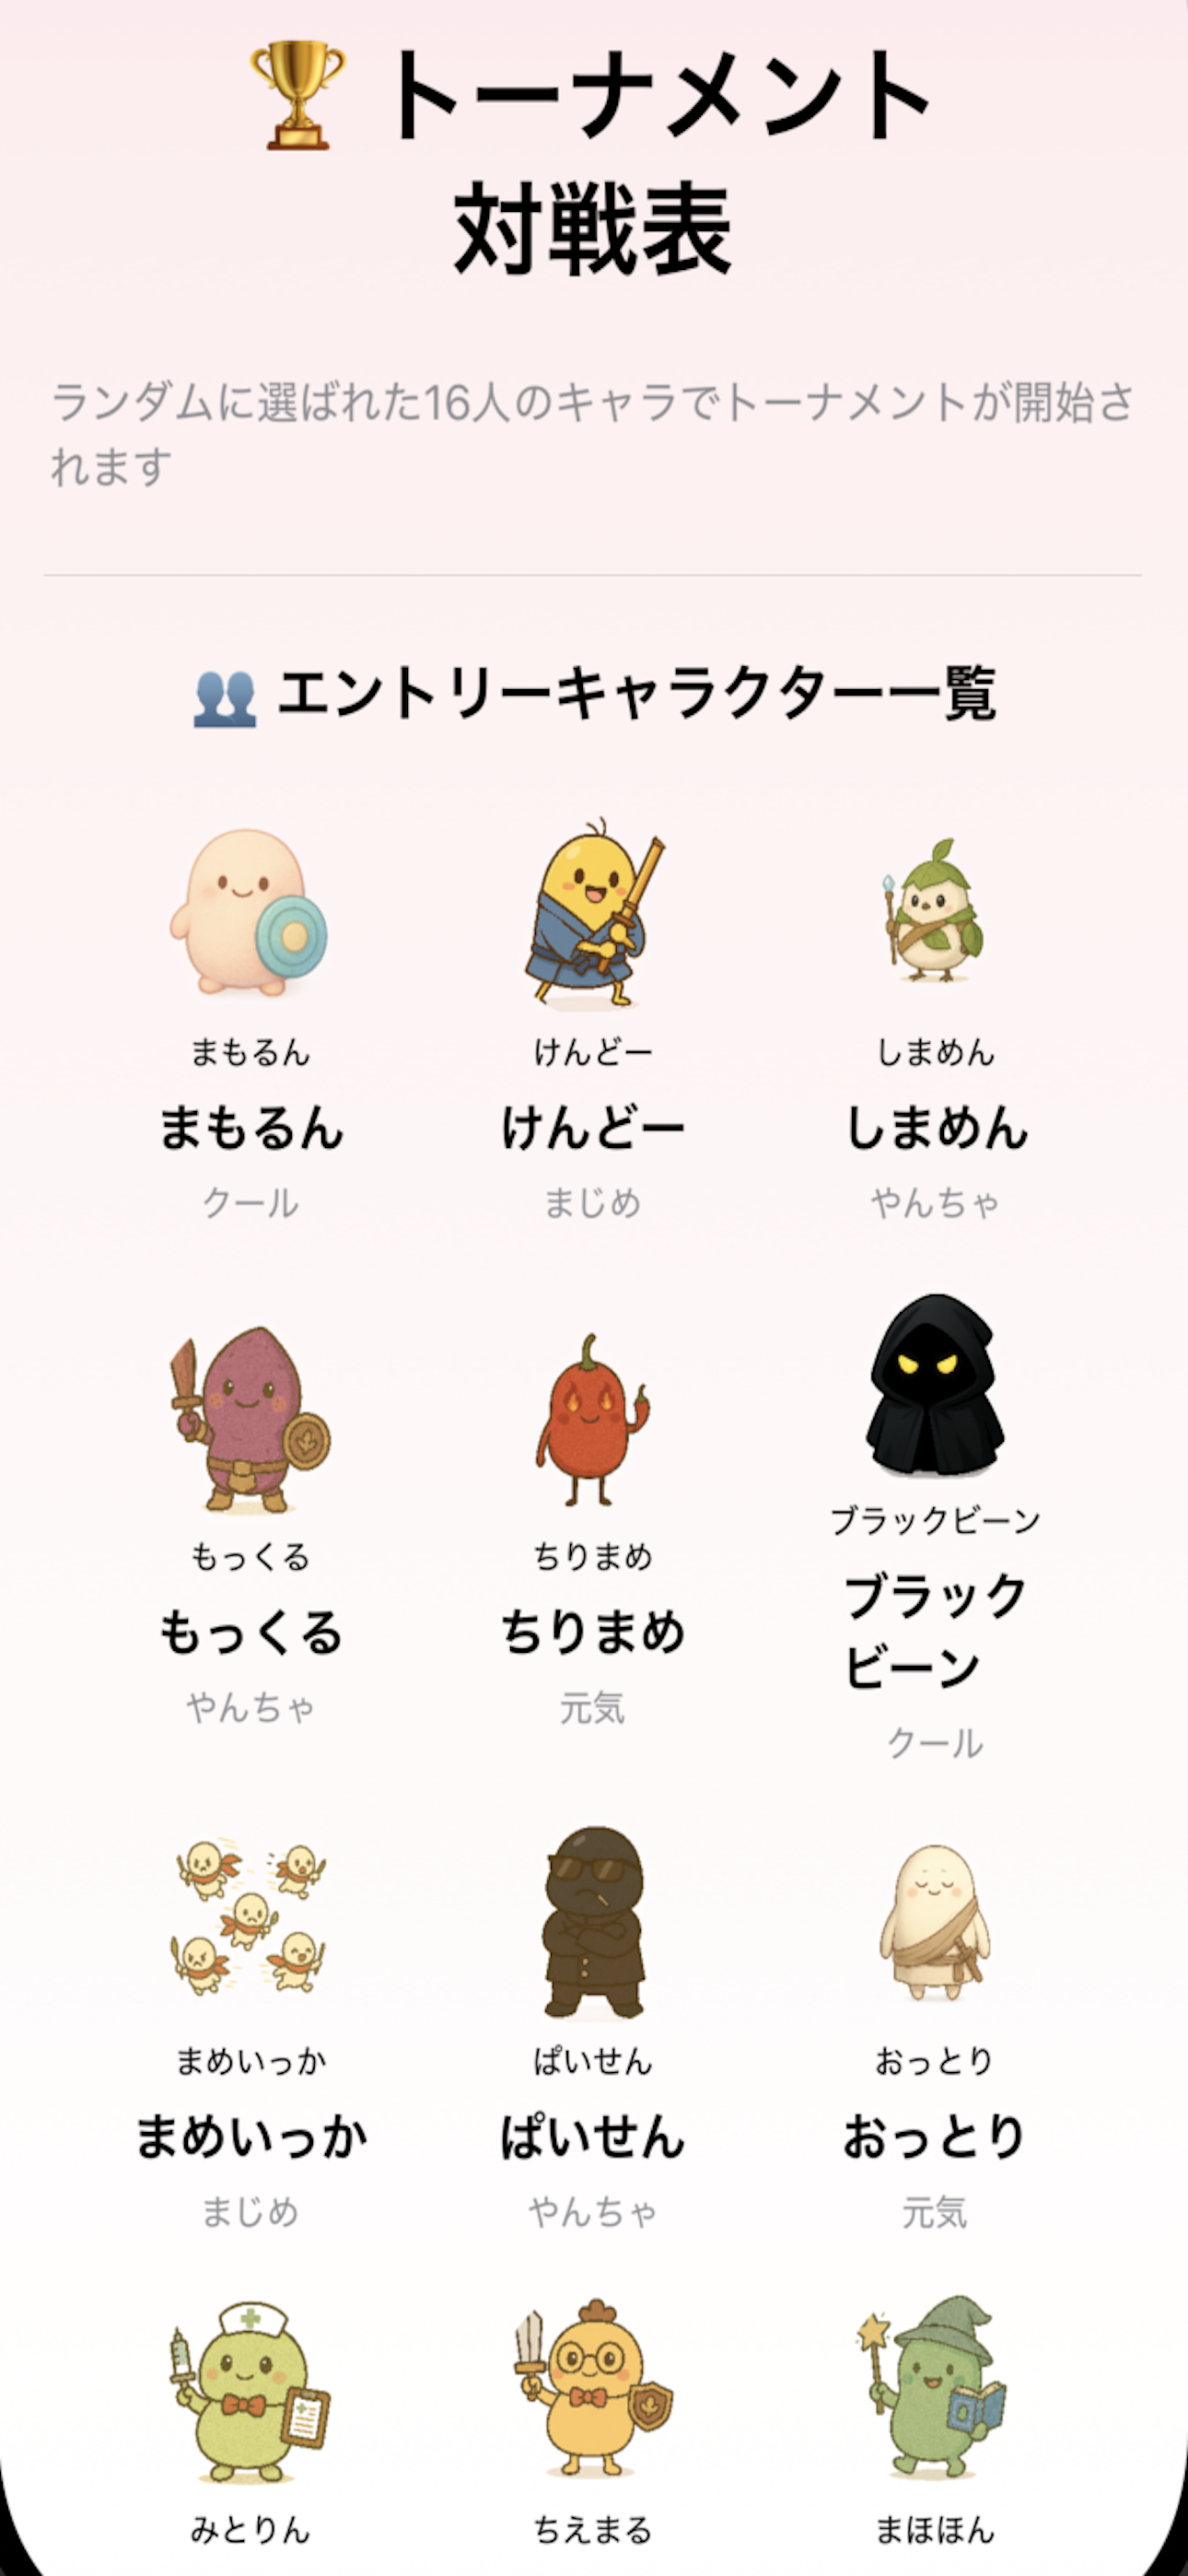 🏆 トーナメント
対戦表
ランダムに選ばれた16人のキャラでトーナメントが開始さ
れます
👥 エントリーキャラクター一覧
まもるん
まもるん
クール
けんどー
けんどー
まじめ
しまめん
しまめん
やんちゃ
もっくる
もっくる
やんちゃ
ちりまめ
ちりまめ
元気
ブラックビーン
ブラック
ビーン
クール
まめいっか
まめいっか
まじめ
ぱいせん
ぱいせん
やんちゃ
おっとり
おっとり
元気
みとりん
ちえまる
まほほん